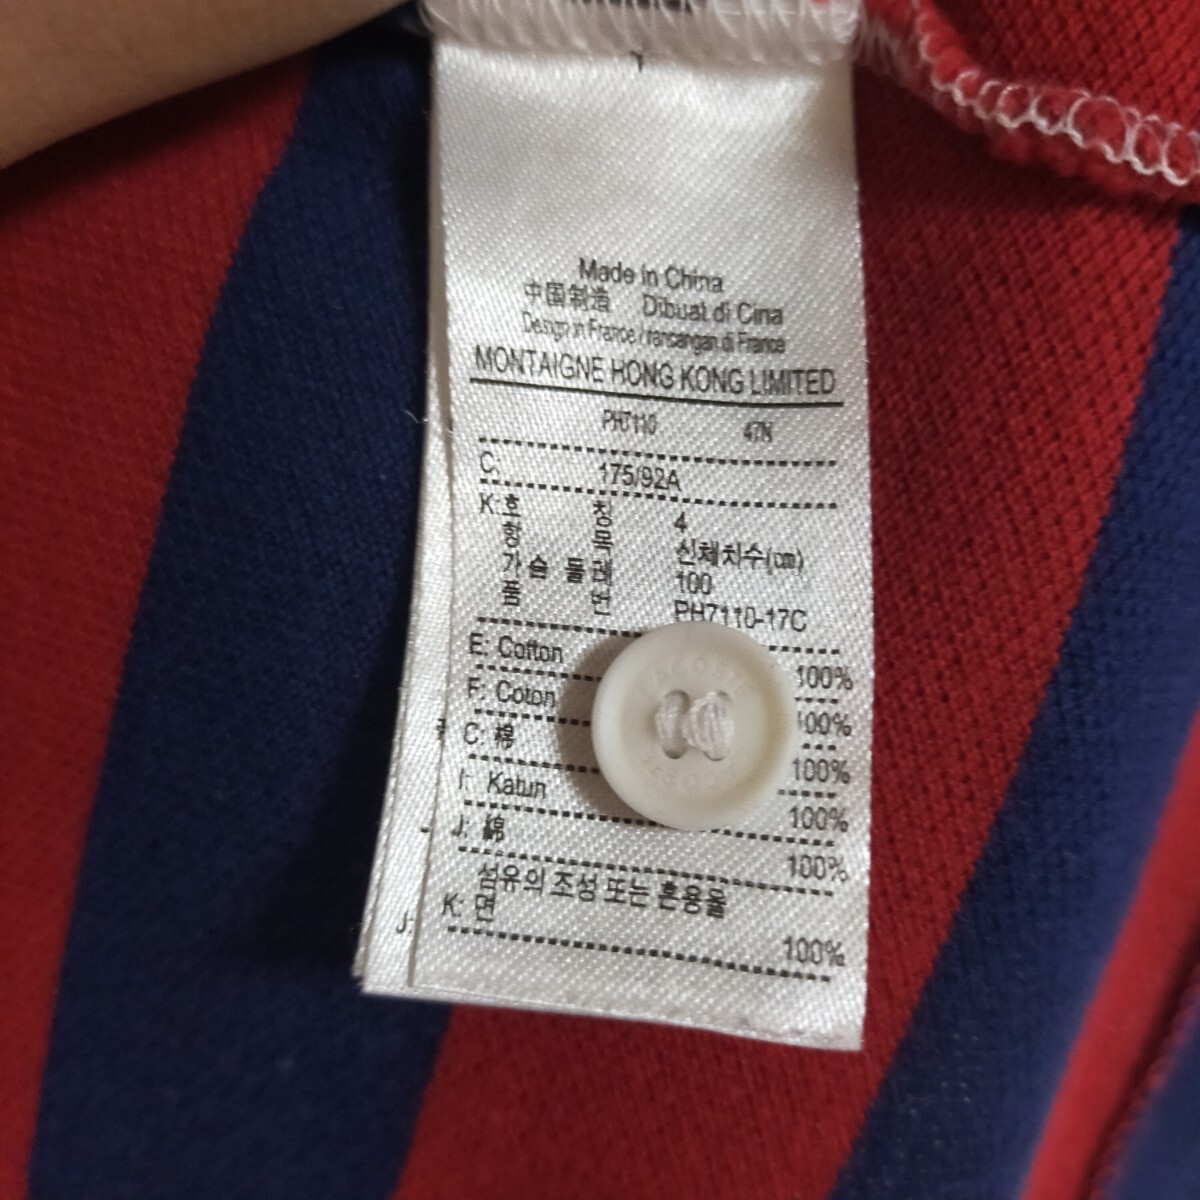 Made in China
中国制造 Dibuat di Cina
Design in France / rancangan di France
MONTAIGNE HONG KONG LIMITED
PH7110 47N
C: 175/92A
K: 호 칭 4
항 목 신체치수(㎝)
가슴 둘레 100
품 번 PH7110-17C
E: Cotton 100%
F: Coton 100%
C: 棉 100%
I: Katun 100%
J: 綿 100%
섬유의 조성 또는 혼용율
K: 면 100%
LACOSTE
J: